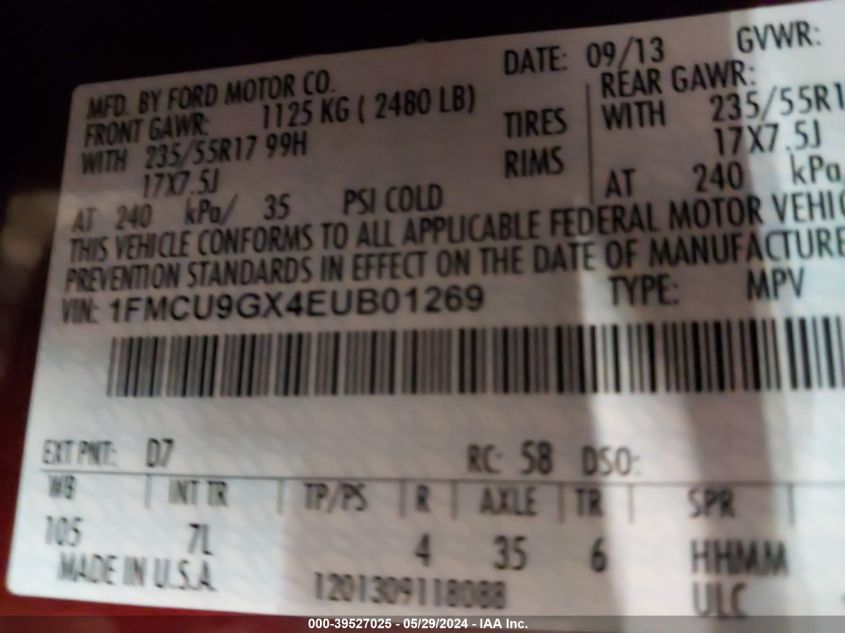 MFD. BY FORD MOTOR CO. DATE: 09/13 GVWR:
FRONT GAWR: 1125 KG ( 2480 LB) REAR GAWR:
WITH 235/55R17 99H TIRES WITH 235/55R1
17X7.5J RIMS 17X7.5J
AT 240 kPa/ 35 PSI COLD AT 240 kPa
THIS VEHICLE CONFORMS TO ALL APPLICABLE FEDERAL MOTOR VEHIC
PREVENTION STANDARDS IN EFFECT ON THE DATE OF MANUFACTURE
VIN: 1FMCU9GX4EUB01269 TYPE: MPV
EXT PNT: D7 RC: 58 DSO:
WB INT TR TP/PS R AXLE TR SPR
105 7L 4 35 6 HHMM
MADE IN U.S.A. 1201309118088 ULC
000-39527025 - 05/29/2024 - IAA Inc.